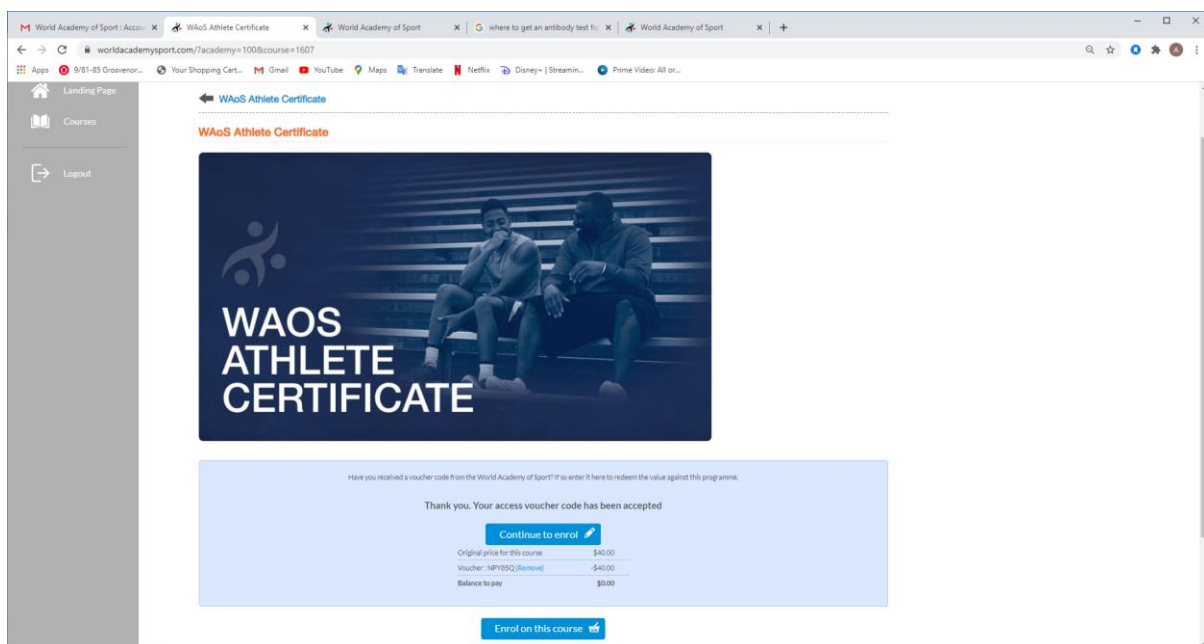 World Academy of Sport : Accou
WAoS Athlete Certificate
World Academy of Sport
where to get an antibody test for
World Academy of Sport
worldacademysport.com/?academy=100&course=1607
Apps
9/81-85 Grosvenor...
Your Shopping Cart...
Gmail
YouTube
Maps
Translate
Netflix
Disney+ | Streamin...
Prime Video: All or...
Landing Page
Courses
Logout
WAoS Athlete Certificate
WAoS Athlete Certificate
WAOS
ATHLETE
CERTIFICATE
Have you received a voucher code from the World Academy of Sport? If so enter it here to redeem the value against this programme.
Thank you. Your access voucher code has been accepted
Continue to enrol
Original price for this course $40.00
Voucher : NPY85Q (Remove) -$40.00
Balance to pay $0.00
Enrol on this course